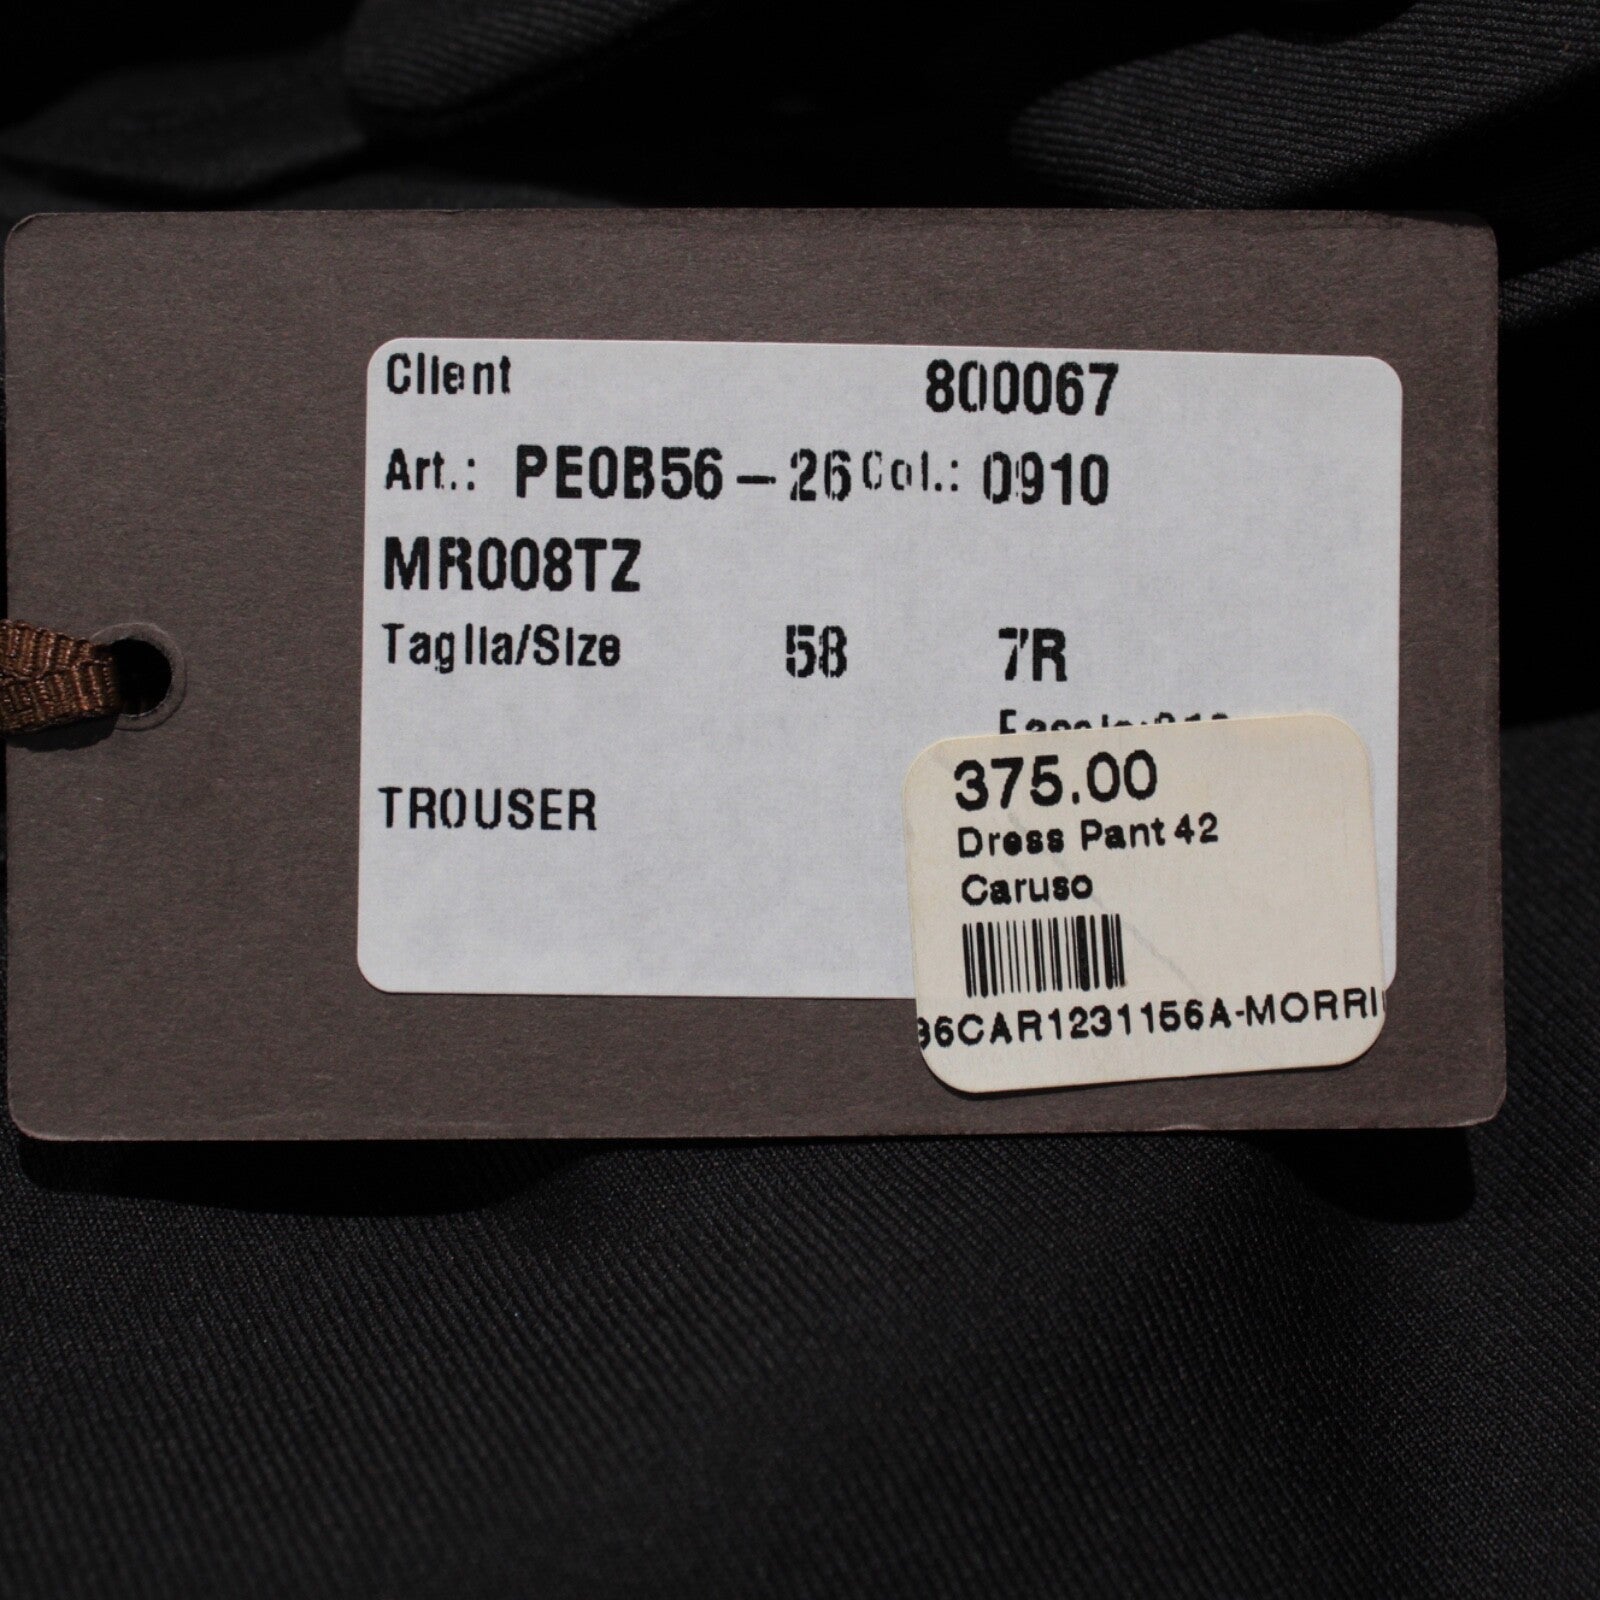 Client 800067
Art.: PE0B56-26 Col.: 0910
MR008TZ
Taglia/Size 58 7R
TROUSER
375.00
Dress Pant 42
Caruso
36CAR1231156A-MORRI